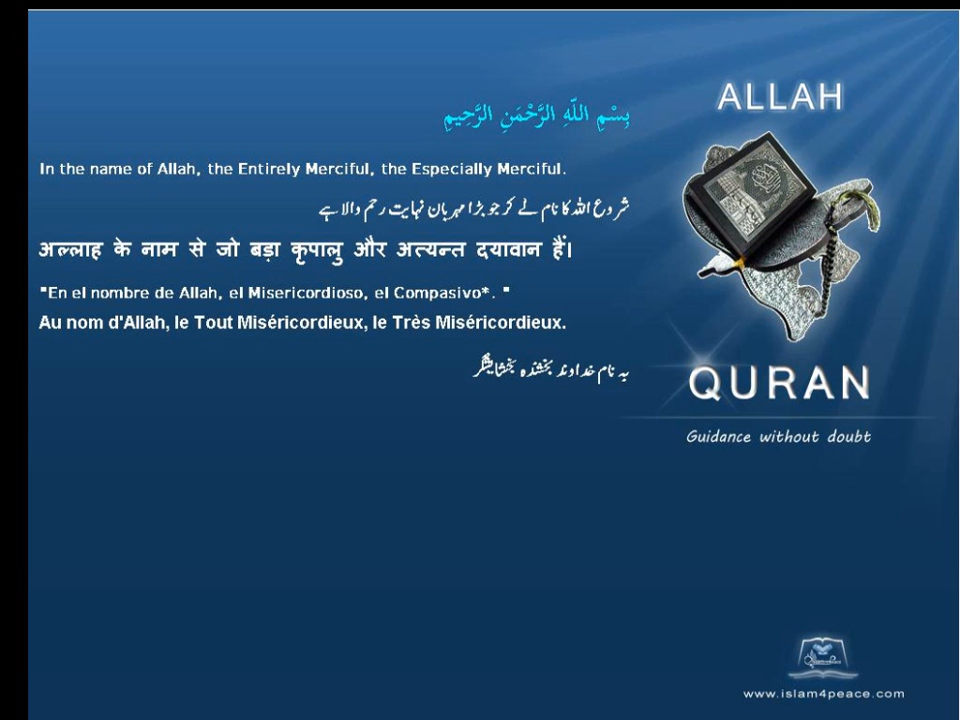 بِسْمِ اللَّهِ الرَّحْمَنِ الرَّحِيمِ
In the name of Allah, the Entirely Merciful, the Especially Merciful.
شروع الله کا نام لے کر جو بڑا مہربان نہایت رحم والا ہے
अल्लाह के नाम से जो बड़ा कृपालु और अत्यन्त दयावान हैं।
"En el nombre de Allah, el Misericordioso, el Compasivo*. "
Au nom d'Allah, le Tout Miséricordieux, le Très Miséricordieux.
به نام خداوند بخشنده بخشایشگر
ALLAH
QURAN
Guidance without doubt
www.islam4peace.com